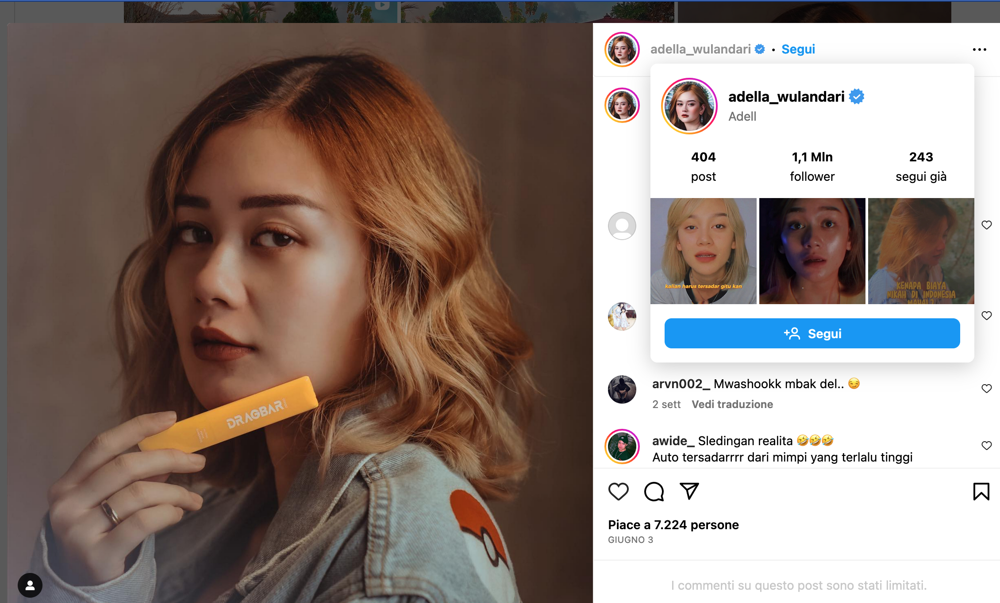 DRAGBAR
adella_wulandari • Segui
adella_wulandari
Adell
404
post
1,1 Mln
follower
243
segui già
kalian harus tersadar gitu kan
KENAPA BIAYA
NIKAH DI INDONESIA
MAHAL?
Segui
arvn002_ Mwashookk mbak del.. 😏
2 sett Vedi traduzione
awide_ Sledingan realita 🤣🤣🤣
Auto tersadarrrr dari mimpi yang terlalu tinggi
Piace a 7.224 persone
GIUGNO 3
I commenti su questo post sono stati limitati.